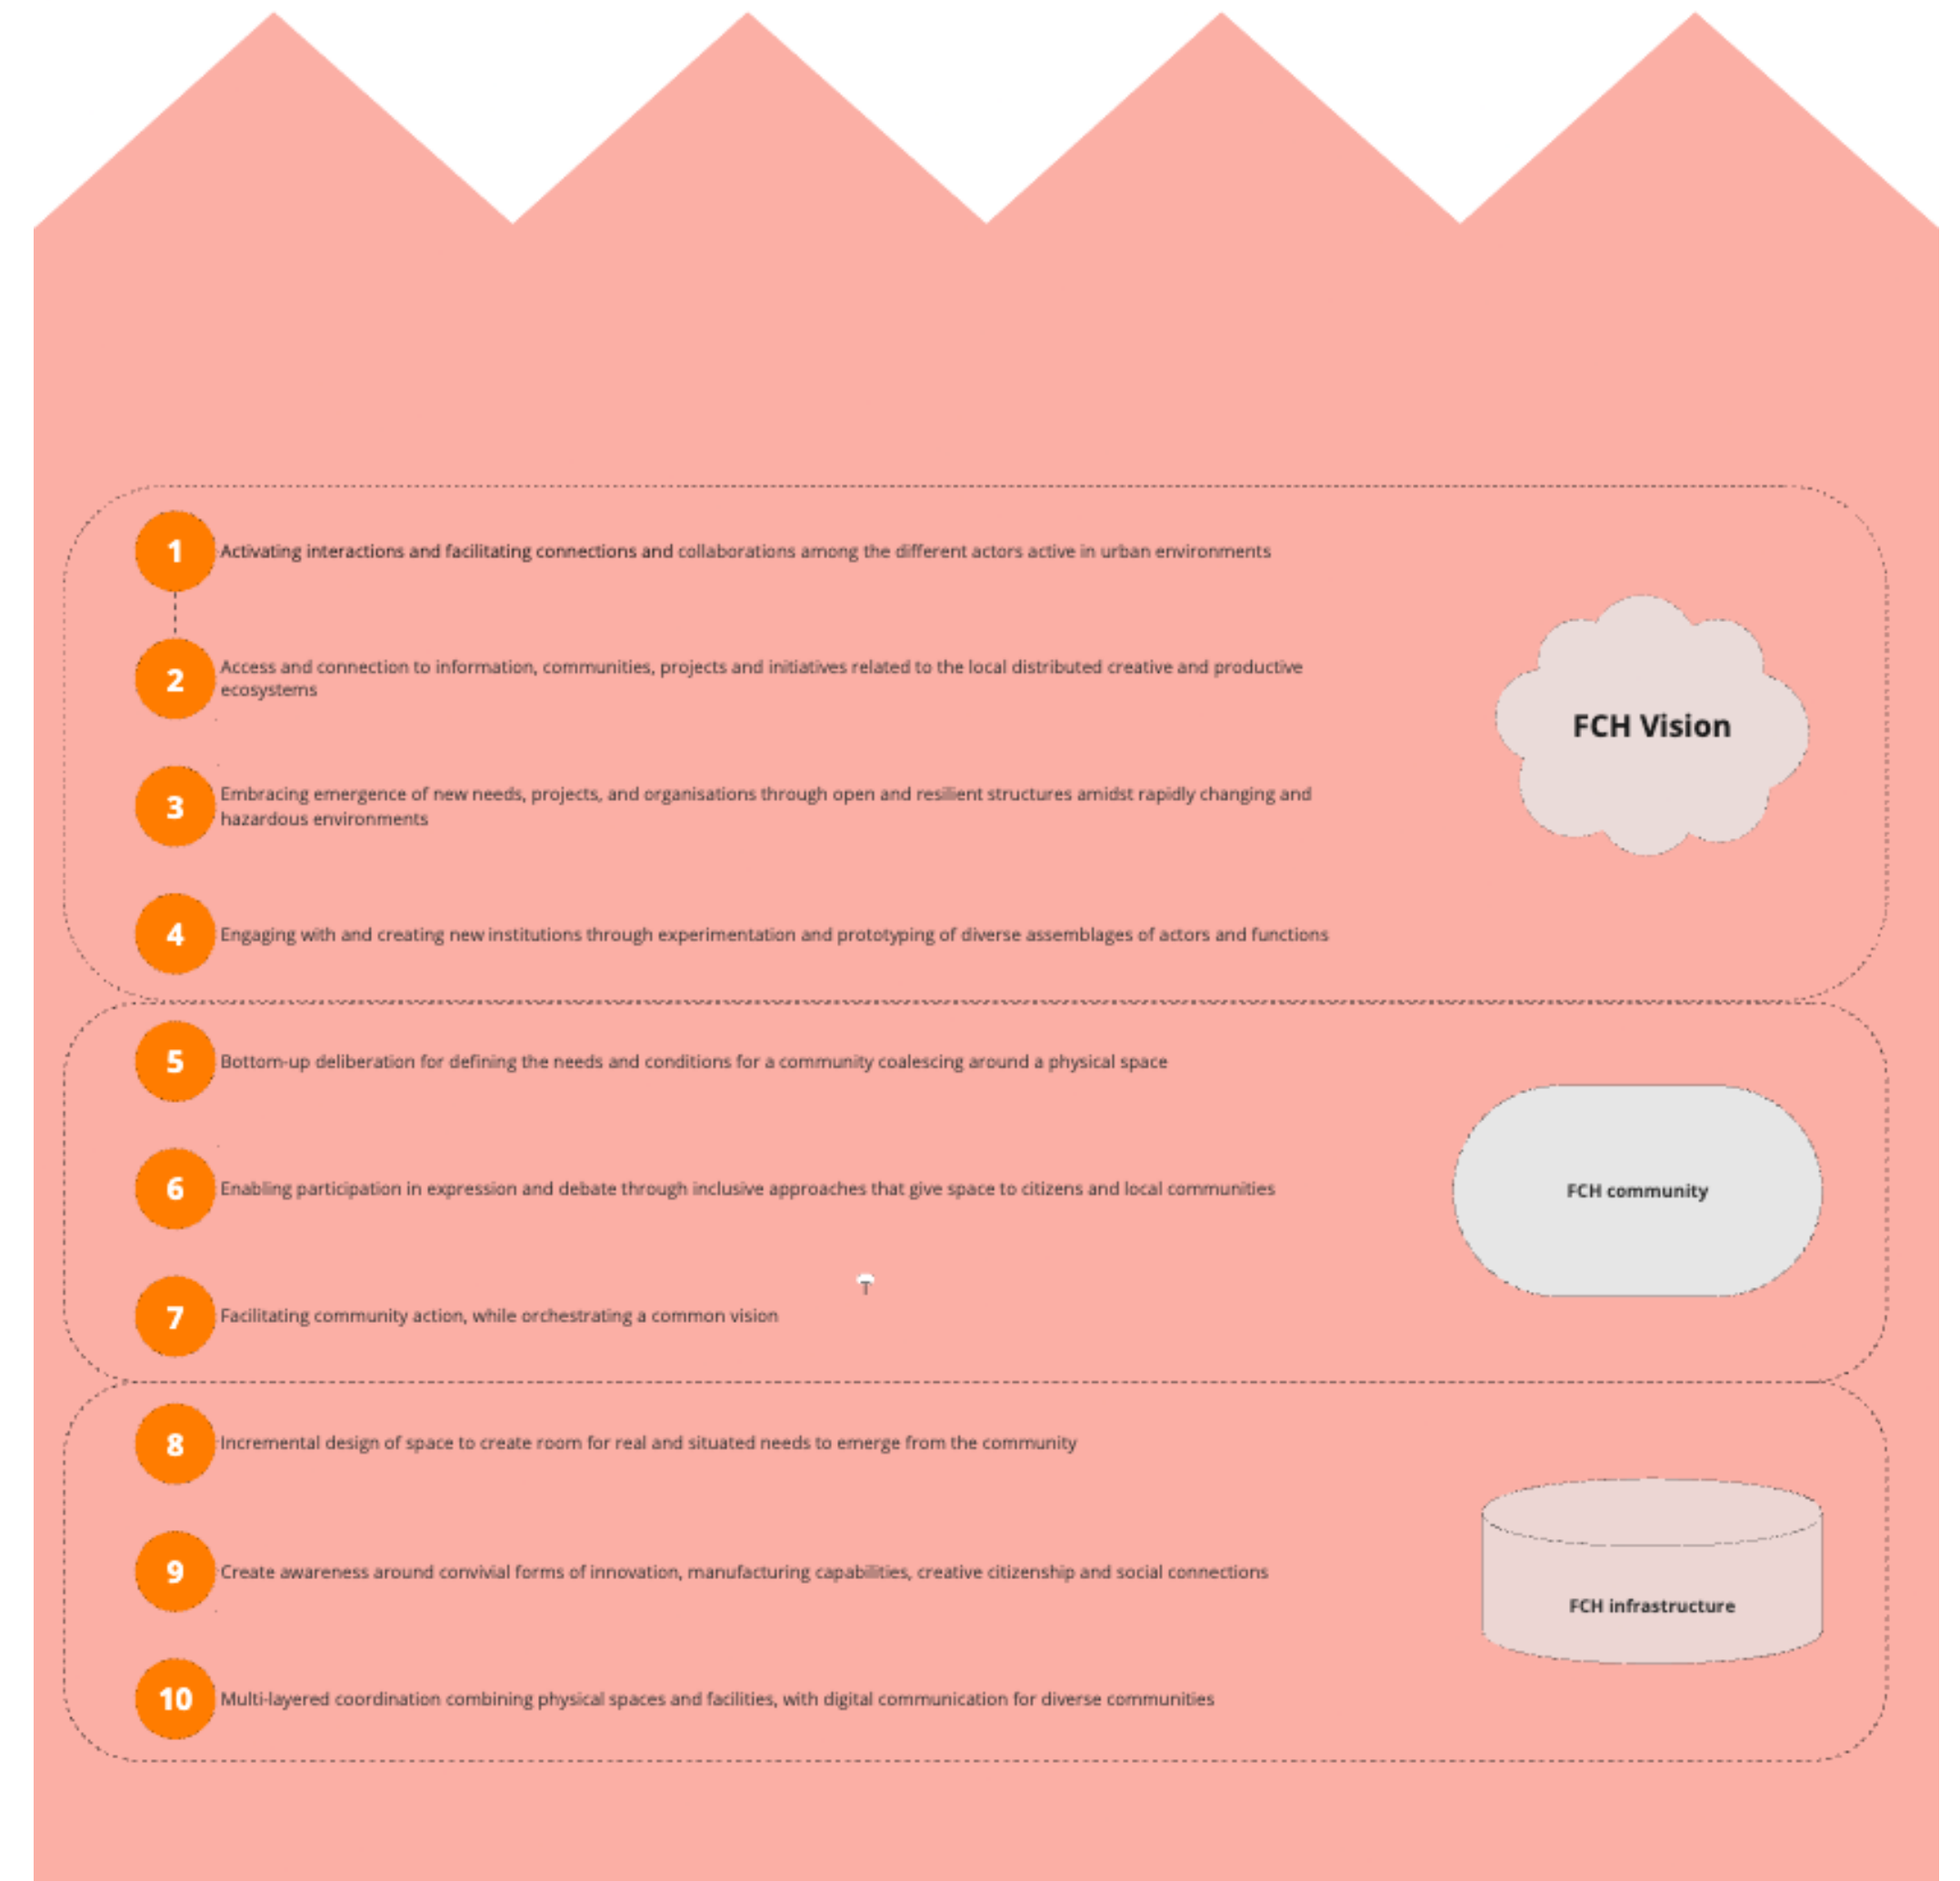 1
Activating interactions and facilitating connections and collaborations among the different actors active in urban environments
2
Access and connection to information, communities, projects and initiatives related to the local distributed creative and productive
ecosystems
3
Embracing emergence of new needs, projects, and organisations through open and resilient structures amidst rapidly changing and
hazardous environments
4
Engaging with and creating new institutions through experimentation and prototyping of diverse assemblages of actors and functions
FCH Vision
5
Bottom-up deliberation for defining the needs and conditions for a community coalescing around a physical space
6
Enabling participation in expression and debate through inclusive approaches that give space to citizens and local communities
7
Facilitating community action, while orchestrating a common vision
FCH community
8
Incremental design of space to create room for real and situated needs to emerge from the community
9
Create awareness around convivial forms of innovation, manufacturing capabilities, creative citizenship and social connections
10
Multi-layered coordination combining physical spaces and facilities, with digital communication for diverse communities
FCH infrastructure